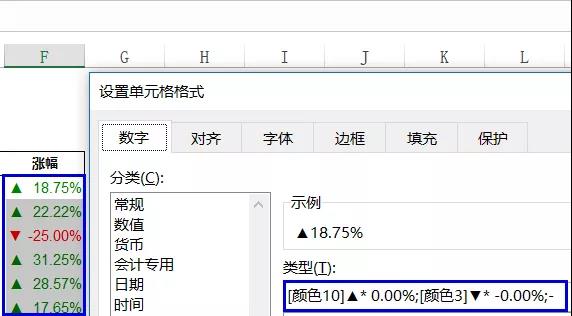 F G H I J K L
设置单元格格式
数字 对齐 字体 边框 填充 保护
涨幅
▲ 18.75%
▲ 22.22%
▼ -25.00%
▲ 31.25%
▲ 28.57%
▲ 17.65%
分类(C):
常规
数值
货币
会计专用
日期
时间
示例
▲18.75%
类型(T):
[颜色10]▲* 0.00%;[颜色3]▼* -0.00%;-